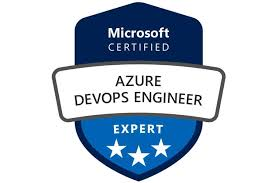 Microsoft
CERTIFIED
AZURE
DEVOPS ENGINEER
EXPERT